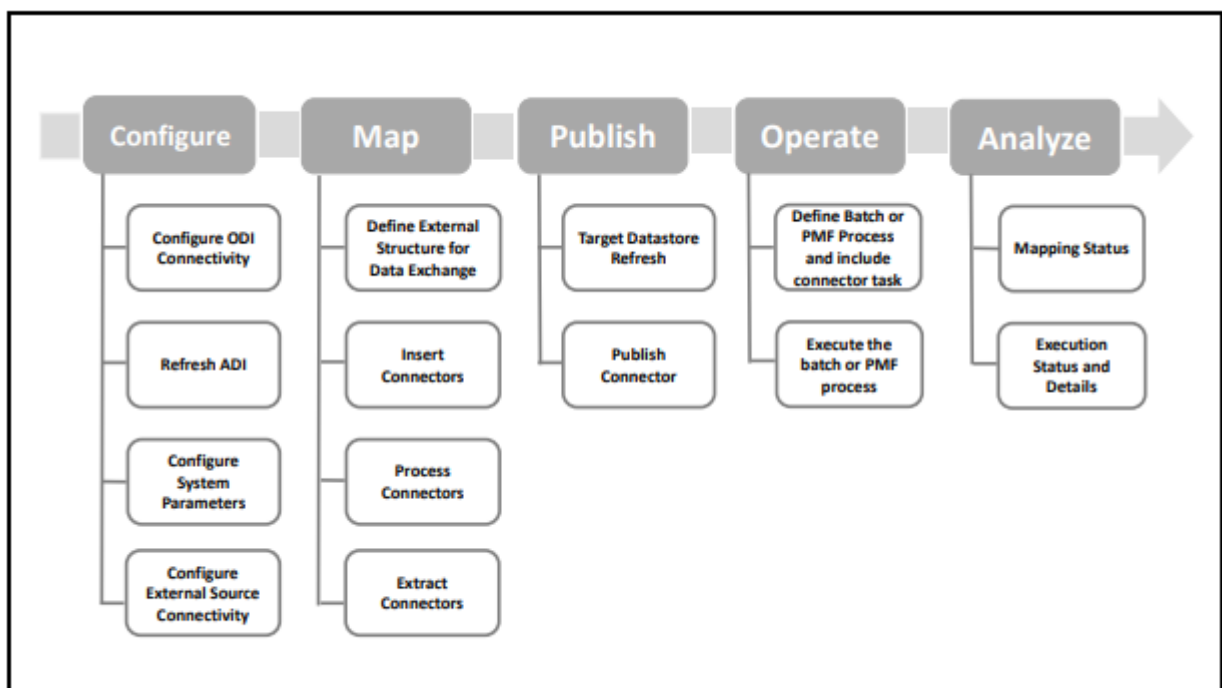 Configure
Map
Publish
Operate
Analyze
Configure ODI
Connectivity
Refresh ADI
Configure
System
Parameters
Configure
External Source
Connectivity
Define External
Structure for
Data Exchange
Insert
Connectors
Process
Connectors
Extract
Connectors
Target Datastore
Refresh
Publish
Connector
Define Batch or
PMF Process
and include
connector task
Execute the
batch or PMF
process
Mapping Status
Execution
Status and
Details